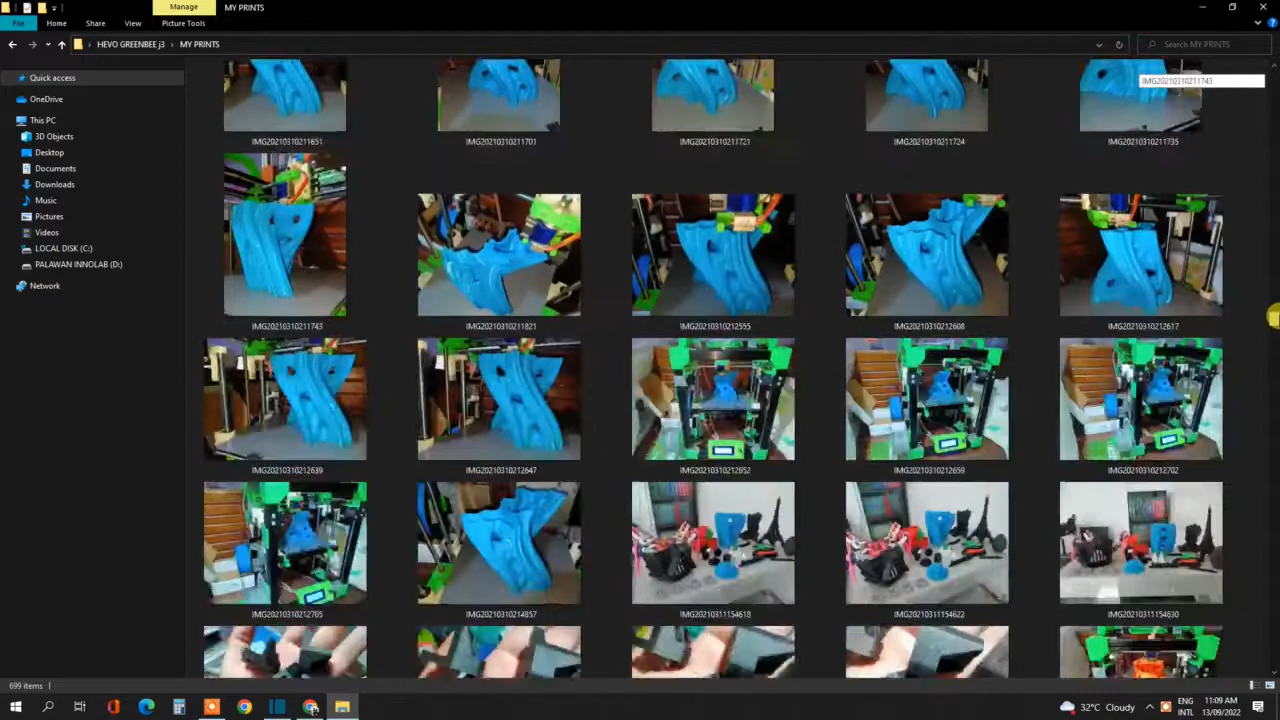 Manage
MY PRINTS
File
Home
Share
View
Picture Tools
HEVO GREENBEE j3
MY PRINTS
Search MY PRINTS
Quick access
OneDrive
This PC
3D Objects
Desktop
Documents
Downloads
Music
Pictures
Videos
LOCAL DISK (C:)
PALAWAN INNOLAB (D:)
Network
IMG20210310211743
IMG20210310211651
IMG20210310211701
IMG20210310211721
IMG20210310211724
IMG20210310211735
IMG20210310211743
IMG20210310211821
IMG20210310212555
IMG20210310212608
IMG20210310212617
IMG20210310212639
IMG20210310212647
IMG20210310212652
IMG20210310212659
IMG20210310212702
IMG20210310212705
IMG20210310214857
IMG20210311154618
IMG20210311154622
IMG20210311154630
699 items
32°C Cloudy
ENG
INTL
11:09 AM
13/09/2022